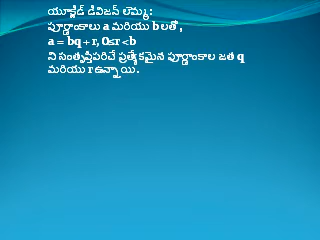 యూక్లిడ్ డివిజన్ లెమ్మ:
పూర్ణాంకాలు a మరియు b లతో,
a = bq + r, 0≤r<b
ని సంతృప్తిపరిచే ప్రత్యేకమైన పూర్ణాంకాల జత q
మరియు r ఉన్నాయి.